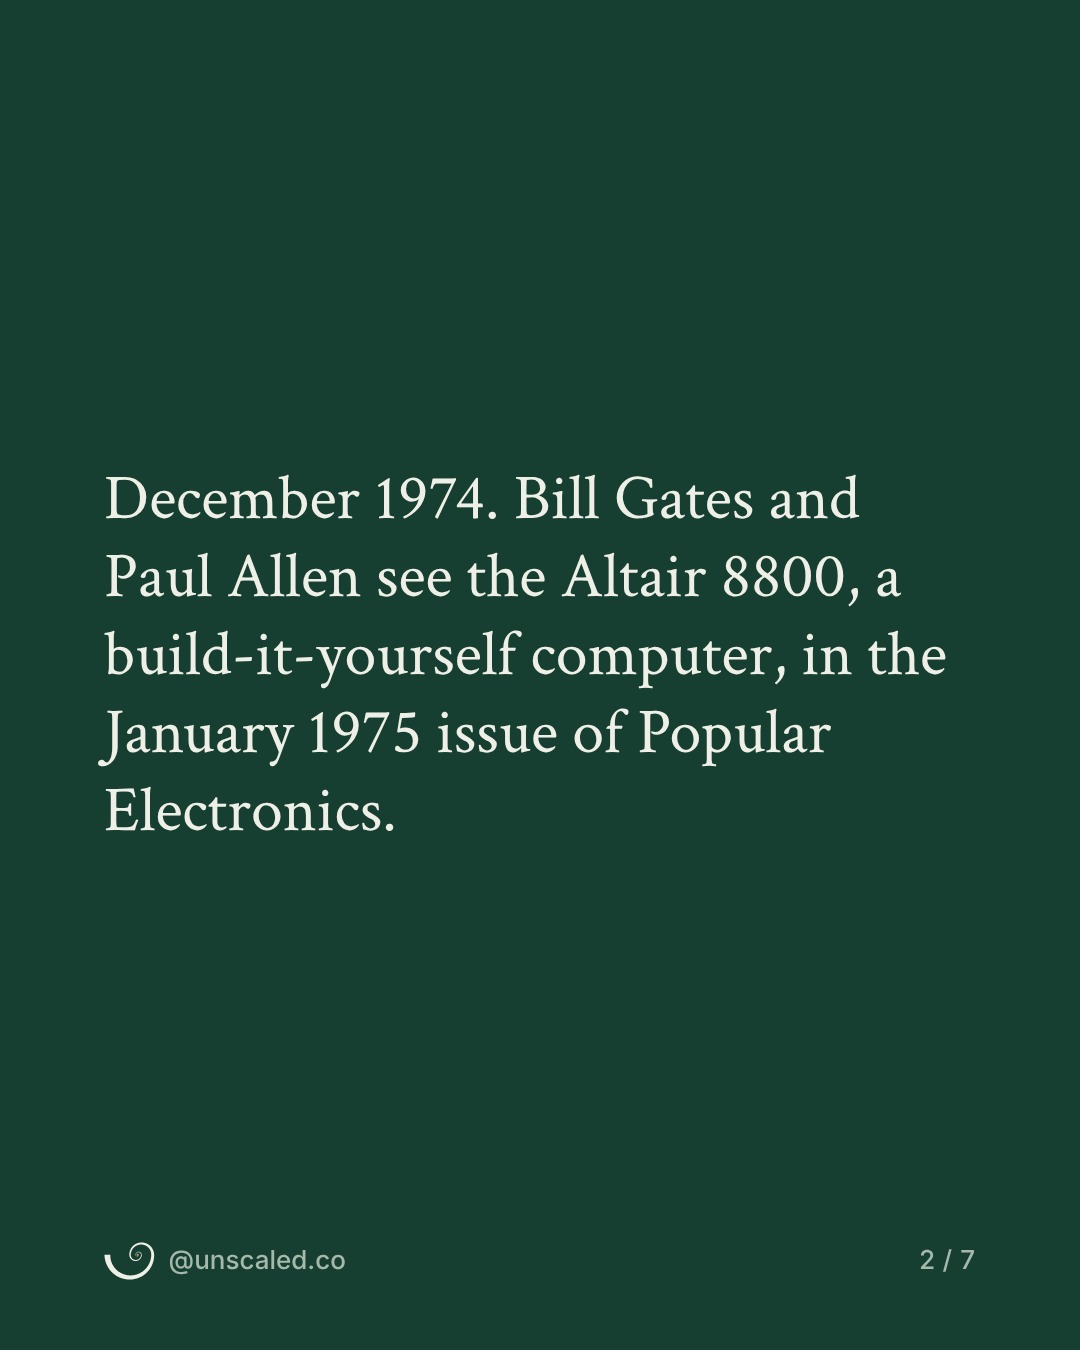 December 1974. Bill Gates and
Paul Allen see the Altair 8800, a
build-it-yourself computer, in the
January 1975 issue of Popular
Electronics.
@unscaled.co
2 / 7